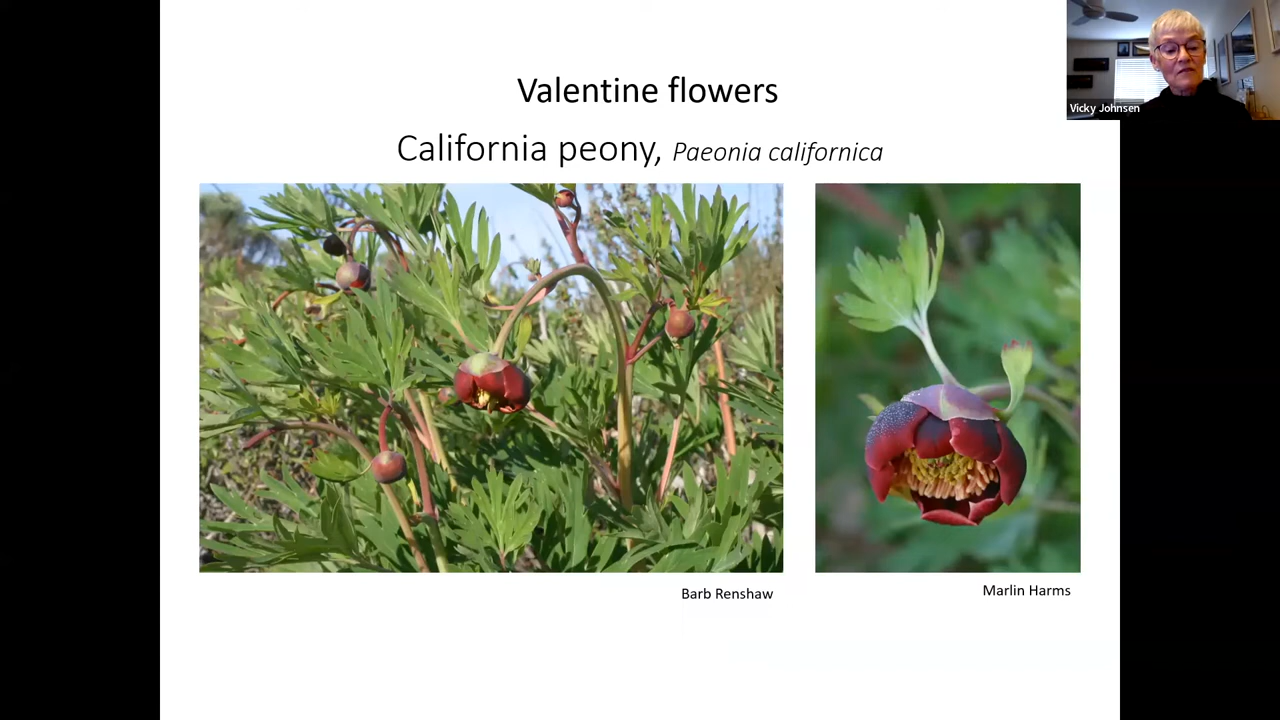 Valentine flowers
California peony, Paeonia californica
Barb Renshaw
Marlin Harms
Vicky Johnsen